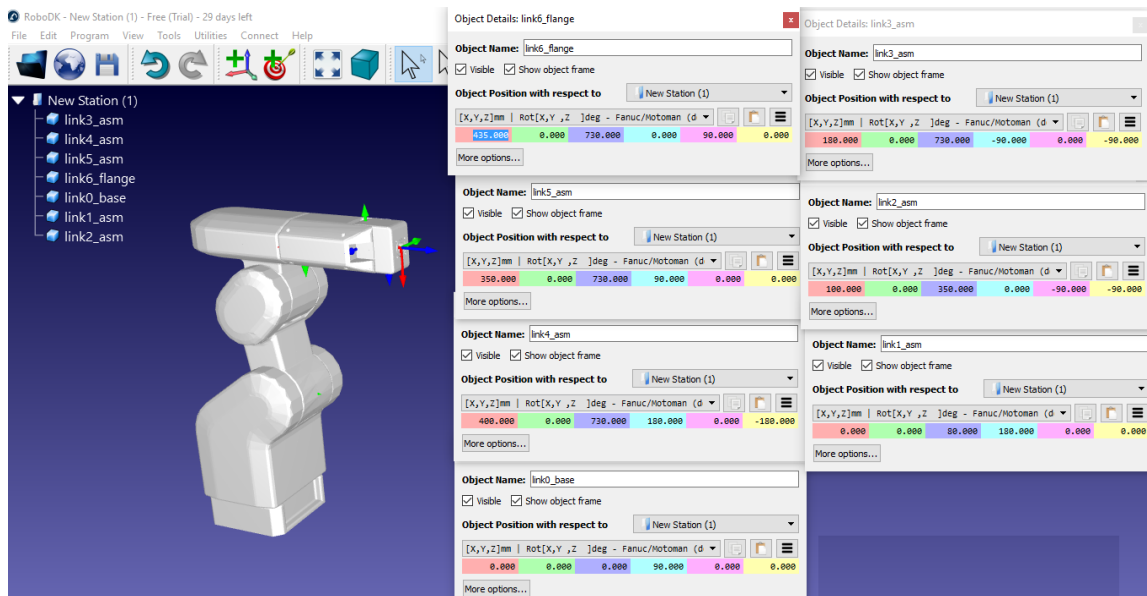 RoboDK - New Station (1) - Free (Trial) - 29 days left
File Edit Program View Tools Utilities Connect Help
New Station (1)
link3_asm
link4_asm
link5_asm
link6_flange
link0_base
link1_asm
link2_asm
Object Details: link6_flange
x
Object Name: link6_flange
Visible Show object frame
Object Position with respect to New Station (1)
[X,Y,Z]mm | Rot[X,Y ,Z ]deg - Fanuc/Motoman (d
435.000 0.000 730.000 0.000 90.000 0.000
More options...
Object Name: link5_asm
Visible Show object frame
Object Position with respect to New Station (1)
[X,Y,Z]mm | Rot[X,Y ,Z ]deg - Fanuc/Motoman (d
350.000 0.000 730.000 90.000 0.000 0.000
More options...
Object Name: link4_asm
Visible Show object frame
Object Position with respect to New Station (1)
[X,Y,Z]mm | Rot[X,Y ,Z ]deg - Fanuc/Motoman (d
400.000 0.000 730.000 180.000 0.000 -180.000
More options...
Object Name: link0_base
Visible Show object frame
Object Position with respect to New Station (1)
[X,Y,Z]mm | Rot[X,Y ,Z ]deg - Fanuc/Motoman (d
0.000 0.000 0.000 90.000 0.000 0.000
More options...
Object Details: link3_asm
Object Name: link3_asm
Visible Show object frame
Object Position with respect to New Station (1)
[X,Y,Z]mm | Rot[X,Y ,Z ]deg - Fanuc/Motoman (d
180.000 0.000 730.000 -90.000 0.000 -90.000
More options...
Object Name: link2_asm
Visible Show object frame
Object Position with respect to New Station (1)
[X,Y,Z]mm | Rot[X,Y ,Z ]deg - Fanuc/Motoman (d
100.000 0.000 350.000 0.000 -90.000 -90.000
More options...
Object Name: link1_asm
Visible Show object frame
Object Position with respect to New Station (1)
[X,Y,Z]mm | Rot[X,Y ,Z ]deg - Fanuc/Motoman (d
0.000 0.000 80.000 180.000 0.000 0.000
More options...